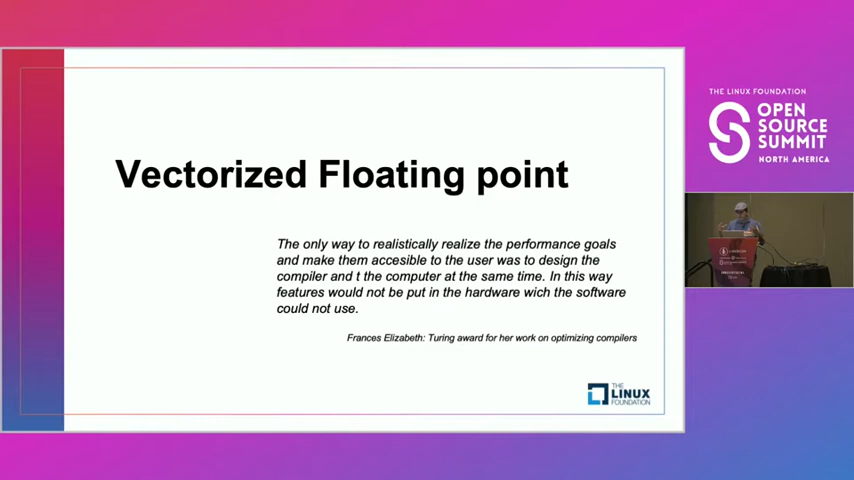 Vectorized Floating point
The only way to realistically realize the performance goals
and make them accesible to the user was to design the
compiler and t the computer at the same time. In this way
features would not be put in the hardware wich the software
could not use.
Frances Elizabeth: Turing award for her work on optimizing compilers
THE
LINUX
FOUNDATION
THE LINUX FOUNDATION
OPEN
SOURCE
SUMMIT
NORTH AMERICA